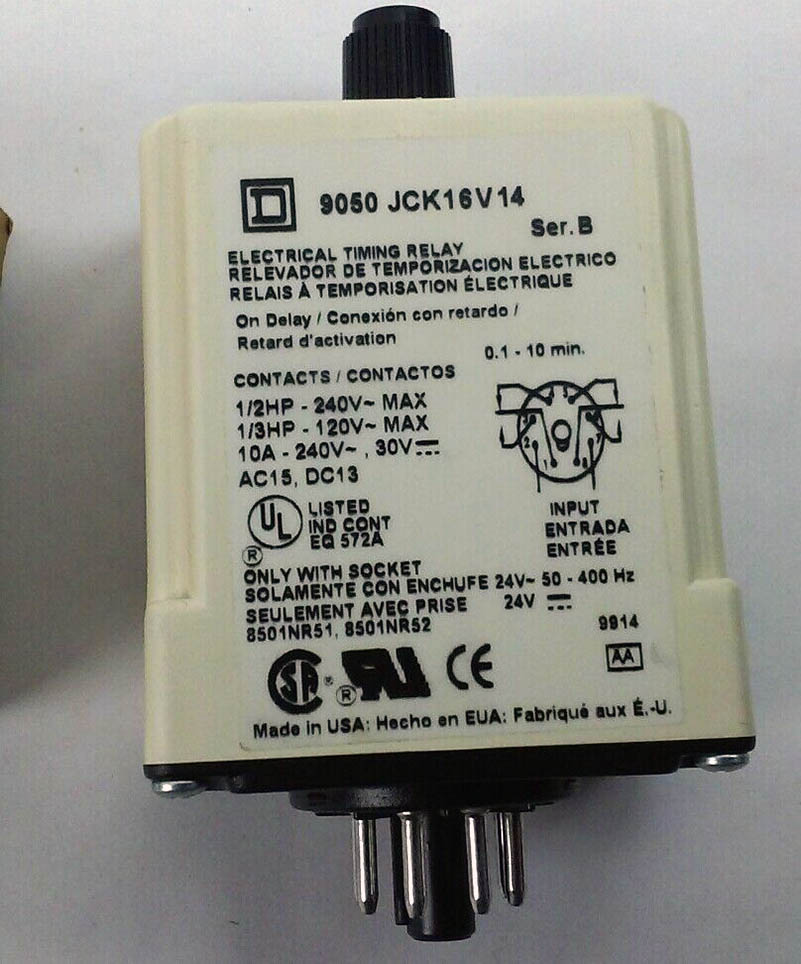 9050 JCK16V14
Ser. B
ELECTRICAL TIMING RELAY
RELEVADOR DE TEMPORIZACION ELECTRICO
RELAIS À TEMPORISATION ÉLECTRIQUE
On Delay / Conexión con retardo /
Retard d'activation
0.1 - 10 min.
CONTACTS / CONTACTOS
1/2HP - 240V~ MAX
1/3HP - 120V~ MAX
10A - 240V~ , 30V⎓
AC15, DC13
UL LISTED
IND CONT
EQ 572A
®
INPUT
ENTRADA
ENTRÉE
ONLY WITH SOCKET
SOLAMENTE CON ENCHUFE 24V~ 50 - 400 Hz
SEULEMENT AVEC PRISE 24V ⎓
8501NR51, 8501NR52
9914
AA
SA ® ® RU CE
Made in USA: Hecho en EUA: Fabriqué aux É.-U.